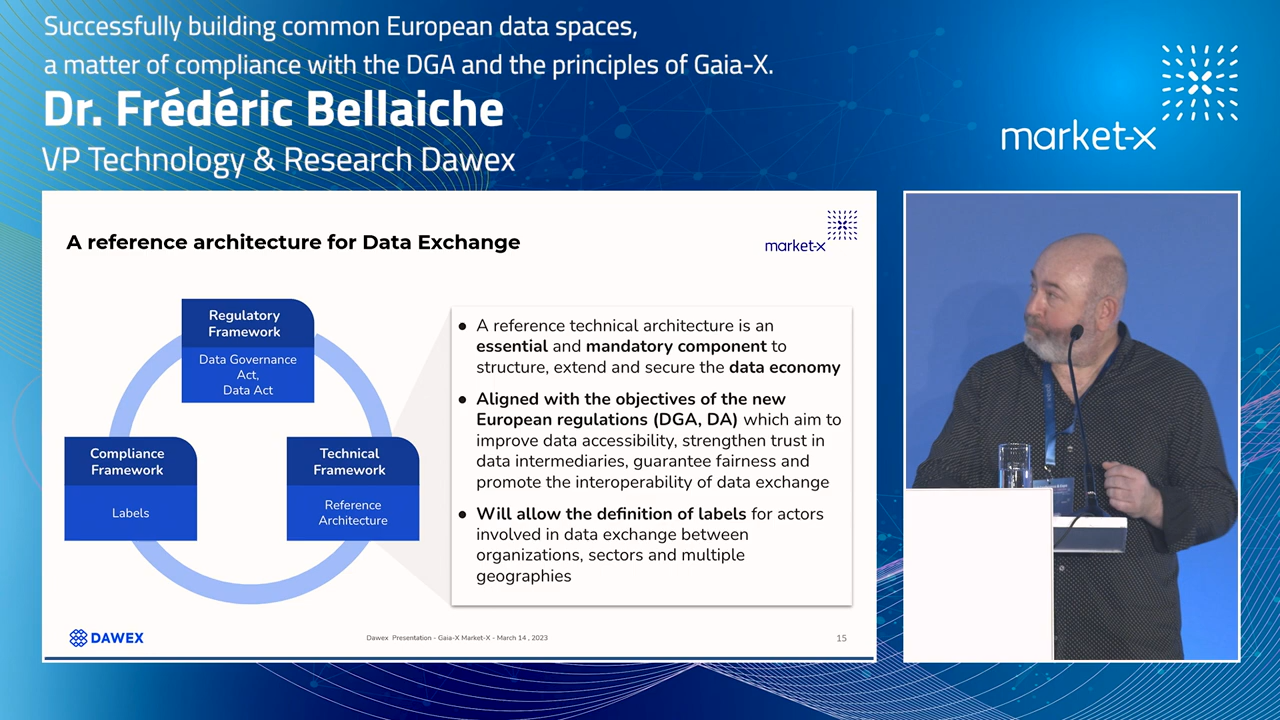 Successfully building common European data spaces,
a matter of compliance with the DGA and the principles of Gaia-X.
Dr. Frédéric Bellaiche
VP Technology & Research Dawex
market-x
A reference architecture for Data Exchange
market-x
Regulatory
Framework
Data Governance
Act,
Data Act
Compliance
Framework
Labels
Technical
Framework
Reference
Architecture
● A reference technical architecture is an
essential and mandatory component to
structure, extend and secure the data economy
● Aligned with the objectives of the new
European regulations (DGA, DA) which aim to
improve data accessibility, strengthen trust in
data intermediaries, guarantee fairness and
promote the interoperability of data exchange
● Will allow the definition of labels for actors
involved in data exchange between
organizations, sectors and multiple
geographies
DAWEX
Dawex Presentation - Gaia-X Market-X - March 14 , 2023
15